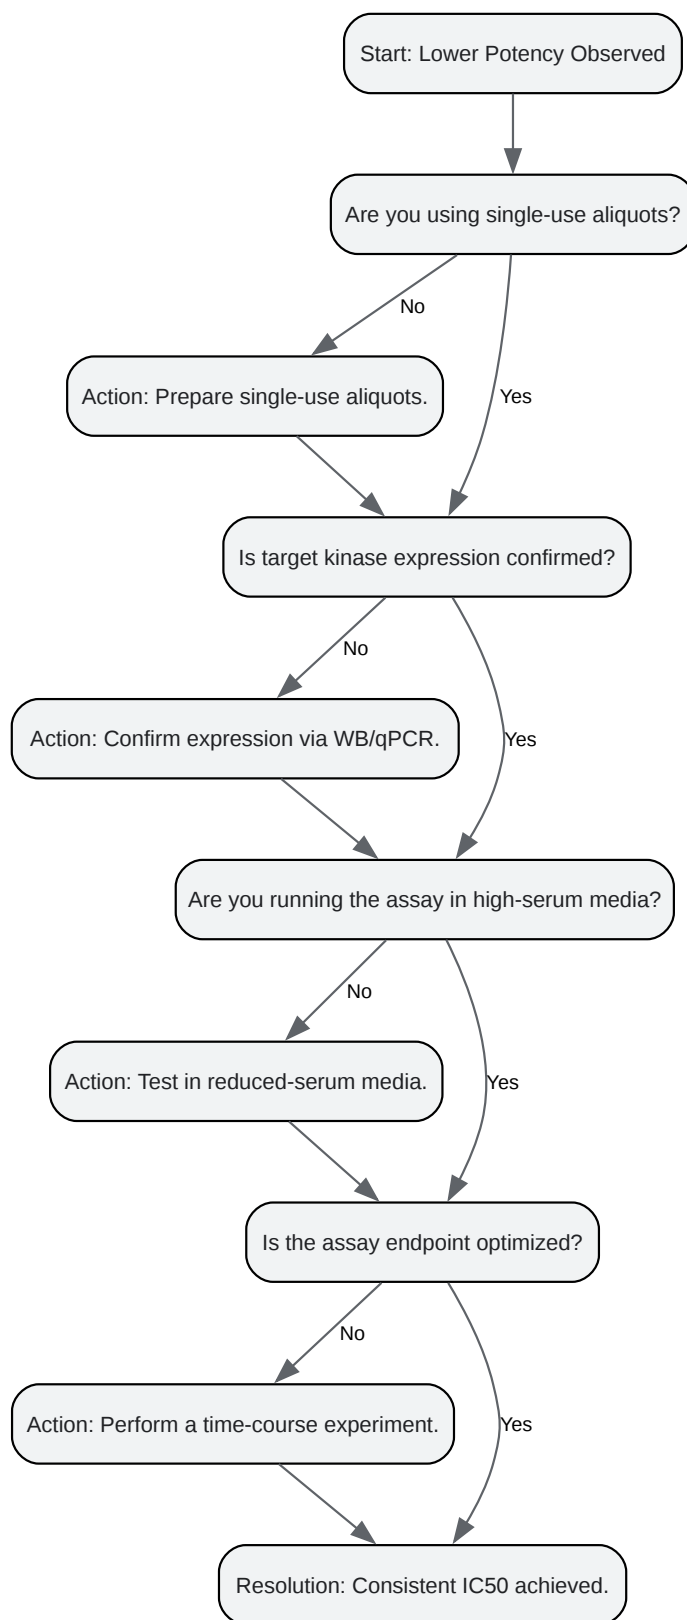 Start: Lower Potency Observed
Are you using single-use aliquots?
No
Action: Prepare single-use aliquots.
Yes
Is target kinase expression confirmed?
No
Action: Confirm expression via WB/qPCR.
Yes
Are you running the assay in high-serum media?
No
Action: Test in reduced-serum media.
Yes
Is the assay endpoint optimized?
No
Action: Perform a time-course experiment.
Yes
Resolution: Consistent IC50 achieved.